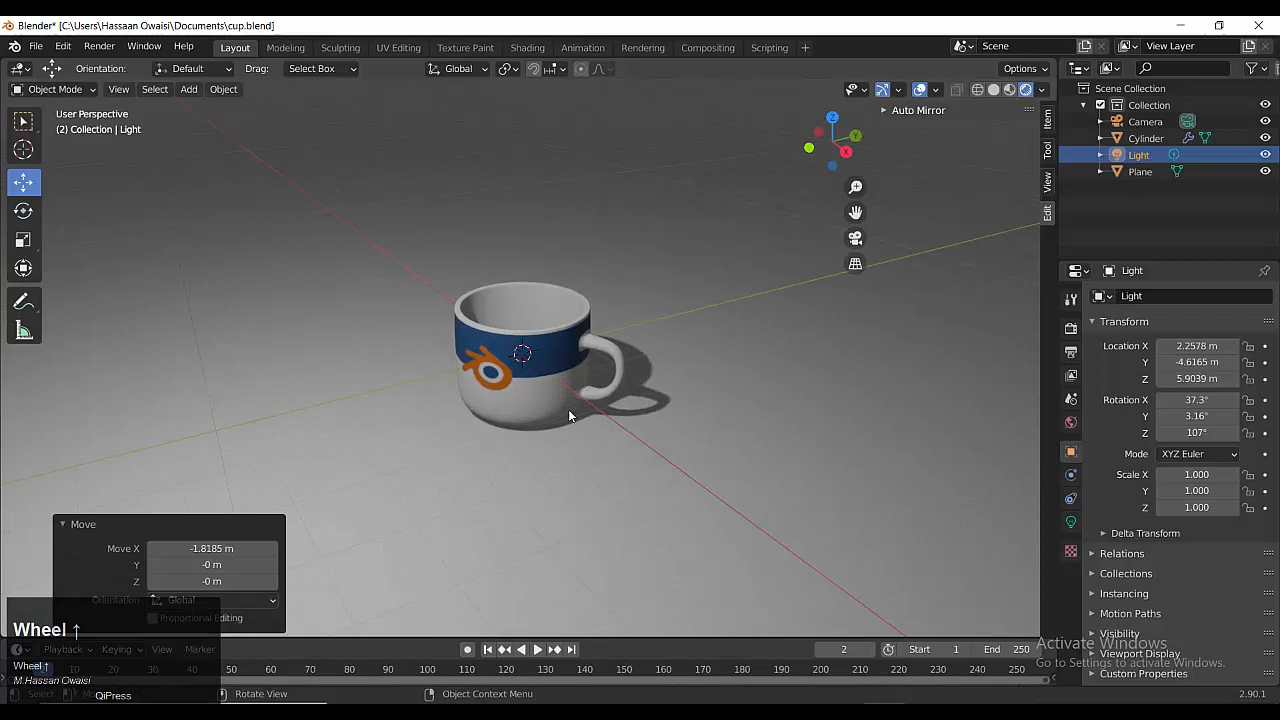 Blender* [C:\Users\Hassaan Owaisi\Documents\cup.blend]
File Edit Render Window Help Layout Modeling Sculpting UV Editing Texture Paint Shading Animation Rendering Compositing Scripting + Scene View Layer
Orientation: Default Drag: Select Box Global Options
Object Mode View Select Add Object
User Perspective
(2) Collection | Light
Auto Mirror
Z
Y
X
Item
Tool
View
Edit
Scene Collection
Collection
Camera
Cylinder
Light
Plane
Light
Light
Transform
Location X 2.2578 m
Y -4.6165 m
Z 5.9039 m
Rotation X 37.3°
Y 3.16°
Z 107°
Mode XYZ Euler
Scale X 1.000
Y 1.000
Z 1.000
Delta Transform
Relations
Collections
Instancing
Motion Paths
Visibility
Viewport Display
Custom Properties
Move
Move X -1.8185 m
Y -0 m
Z -0 m
Orientation Global
Proportional Editing
Wheel ↑
Wheel↑
M.Hassan Owaisi
QiPress
Playback Keying View Marker 2 Start 1 End 250
10 20 30 40 50 60 70 80 90 100 110 120 130 140 150 160 170 180 190 200 210 220 230 240 250
Select Rotate View Object Context Menu 2.90.1
Activate Windows
Go to Settings to activate Windows.